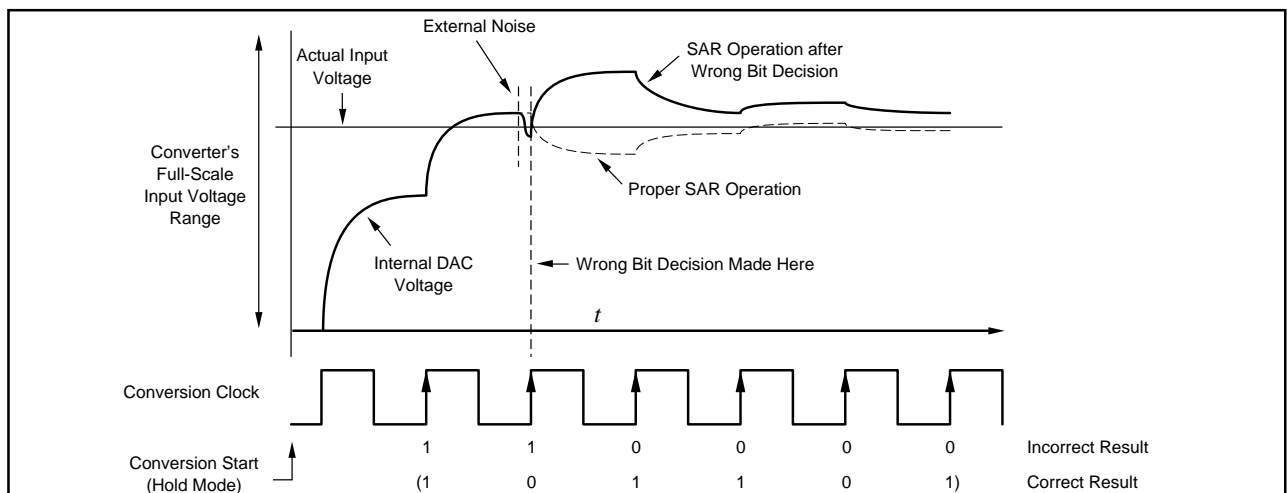 External Noise
Actual Input
Voltage
SAR Operation after
Wrong Bit Decision
Converter’s
Full-Scale
Input Voltage
Range
Proper SAR Operation
Internal DAC
Voltage
Wrong Bit Decision Made Here
t
Conversion Clock
1 1 0 0 0 0 Incorrect Result
Conversion Start
(Hold Mode)
(1 0 1 1 0 1) Correct Result